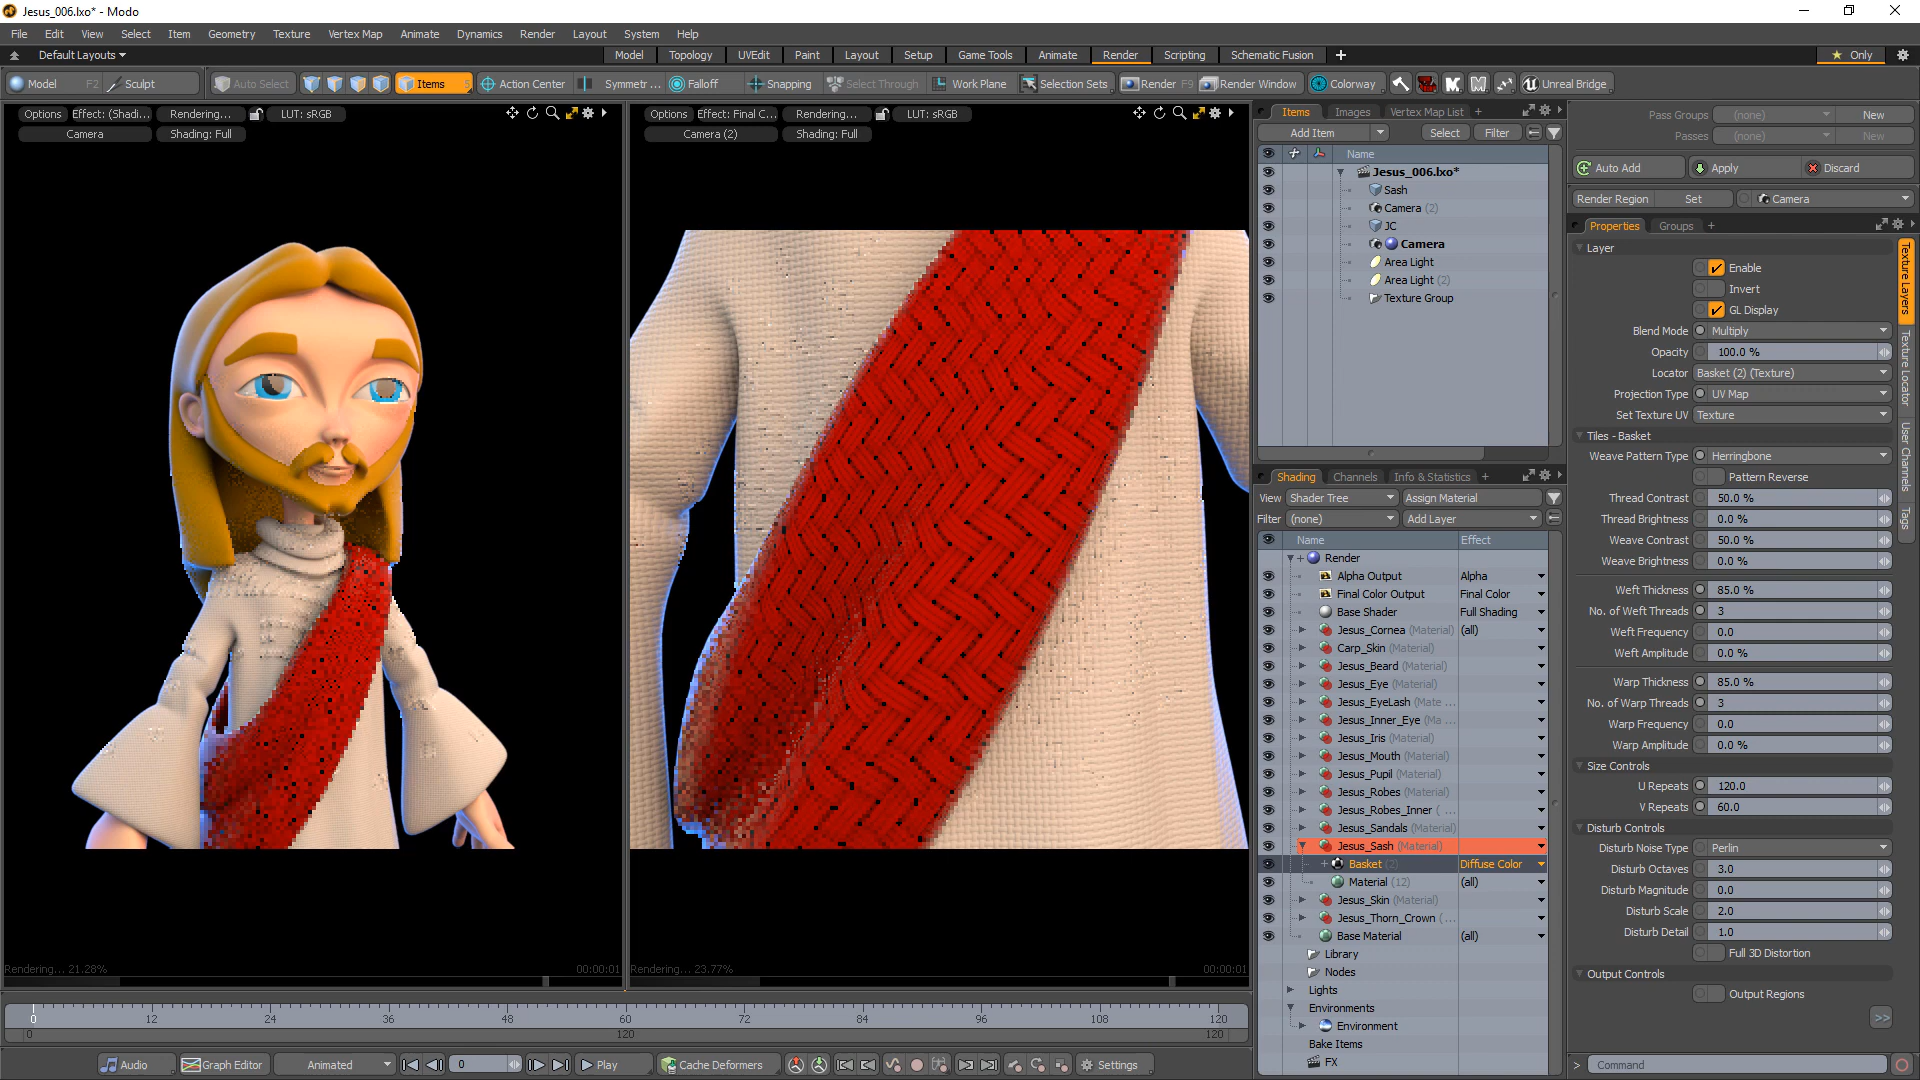 Jesus_006.lxo* - Modo
File Edit View Select Item Geometry Texture Vertex Map Animate Dynamics Render Layout System Help
Default Layouts
Model Topology UVEdit Paint Layout Setup Game Tools Animate Render Scripting Schematic Fusion
Only
Model F2 Sculpt Auto Select Items 5 Action Center Symmetr ... Falloff Snapping Select Through Work Plane Selection Sets Render F9 Render Window Colorway Unreal Bridge
Options Effect: (Shadi... Rendering... LUT: sRGB
Camera Shading: Full
Rendering... 21.28% 00:00:01
Options Effect: Final C... Rendering... LUT: sRGB
Camera (2) Shading: Full
Rendering... 23.77% 00:00:01
Items Images Vertex Map List
Add Item Select Filter
Name
Jesus_006.lxo*
Sash
Camera (2)
JC
Camera
Area Light
Area Light (2)
Texture Group
Shading Channels Info & Statistics
View Shader Tree Assign Material
Filter (none) Add Layer
Name Effect
Render
Alpha Output Alpha
Final Color Output Final Color
Base Shader Full Shading
Jesus_Cornea (Material) (all)
Carp_Skin (Material)
Jesus_Beard (Material)
Jesus_Eye (Material)
Jesus_EyeLash (Mate ...
Jesus_Inner_Eye (Ma ...
Jesus_Iris (Material)
Jesus_Mouth (Material)
Jesus_Pupil (Material)
Jesus_Robes (Material)
Jesus_Robes_Inner ( ...
Jesus_Sandals (Material)
Jesus_Sash (Material)
Basket (2) Diffuse Color
Material (12) (all)
Jesus_Skin (Material)
Jesus_Thorn_Crown ( ...
Base Material (all)
Library
Nodes
Lights
Environments
Environment
Bake Items
FX
Pass Groups (none) New
Passes (none) New
Auto Add Apply Discard
Render Region Set Camera
Properties Groups
Layer
Enable
Invert
GL Display
Blend Mode Multiply
Opacity 100.0 %
Locator Basket (2) (Texture)
Projection Type UV Map
Set Texture UV Texture
Tiles - Basket
Weave Pattern Type Herringbone
Pattern Reverse
Thread Contrast 50.0 %
Thread Brightness 0.0 %
Weave Contrast 50.0 %
Weave Brightness 0.0 %
Weft Thickness 85.0 %
No. of Weft Threads 3
Weft Frequency 0.0
Weft Amplitude 0.0 %
Warp Thickness 85.0 %
No. of Warp Threads 3
Warp Frequency 0.0
Warp Amplitude 0.0 %
Size Controls
U Repeats 120.0
V Repeats 60.0
Disturb Controls
Disturb Noise Type Perlin
Disturb Octaves 3.0
Disturb Magnitude 0.0
Disturb Scale 2.0
Disturb Detail 1.0
Full 3D Distortion
Output Controls
Output Regions
>>
Texture Layers
Texture Locator
User Channels
Tags
0 12 24 36 48 60 72 84 96 108 120
0 120 120
Audio Graph Editor Animated 0 Play Cache Deformers Settings
> Command